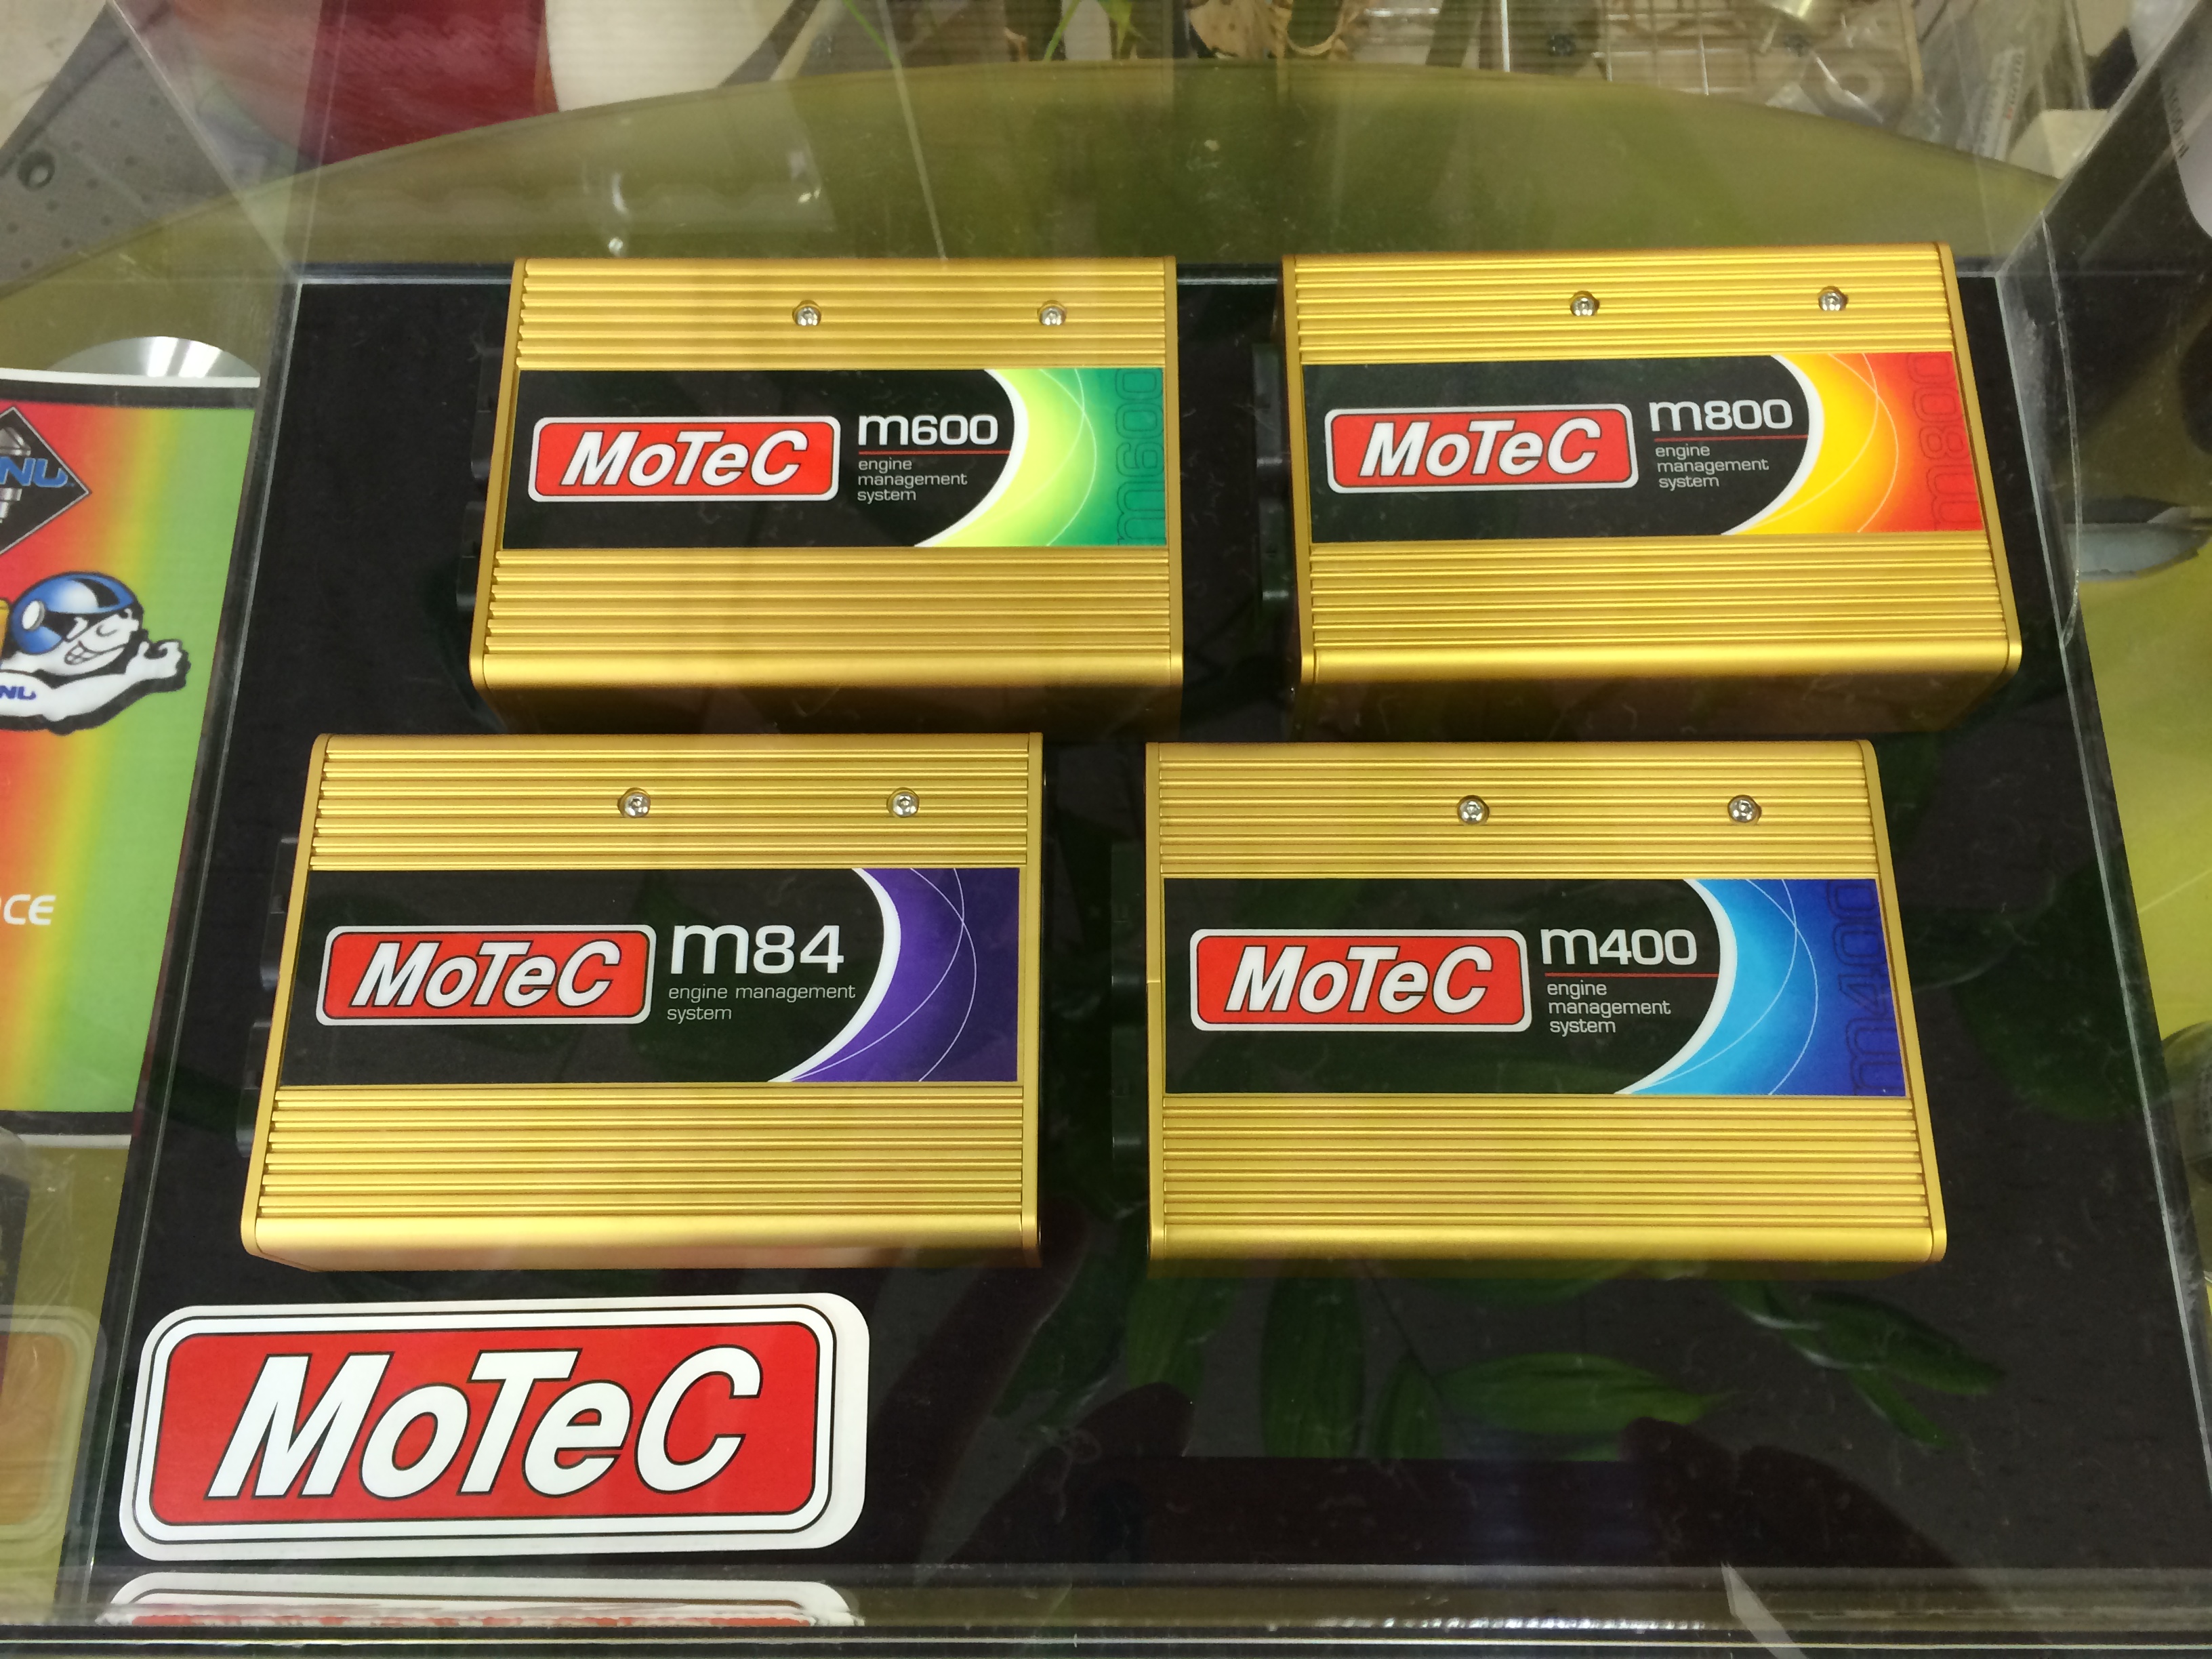 MoTeC
m600
engine
management
system
m600
MoTeC
m800
engine
management
system
m800
MoTeC
m84
engine management
system
MoTeC
m400
engine
management
system
m400
MoTeC